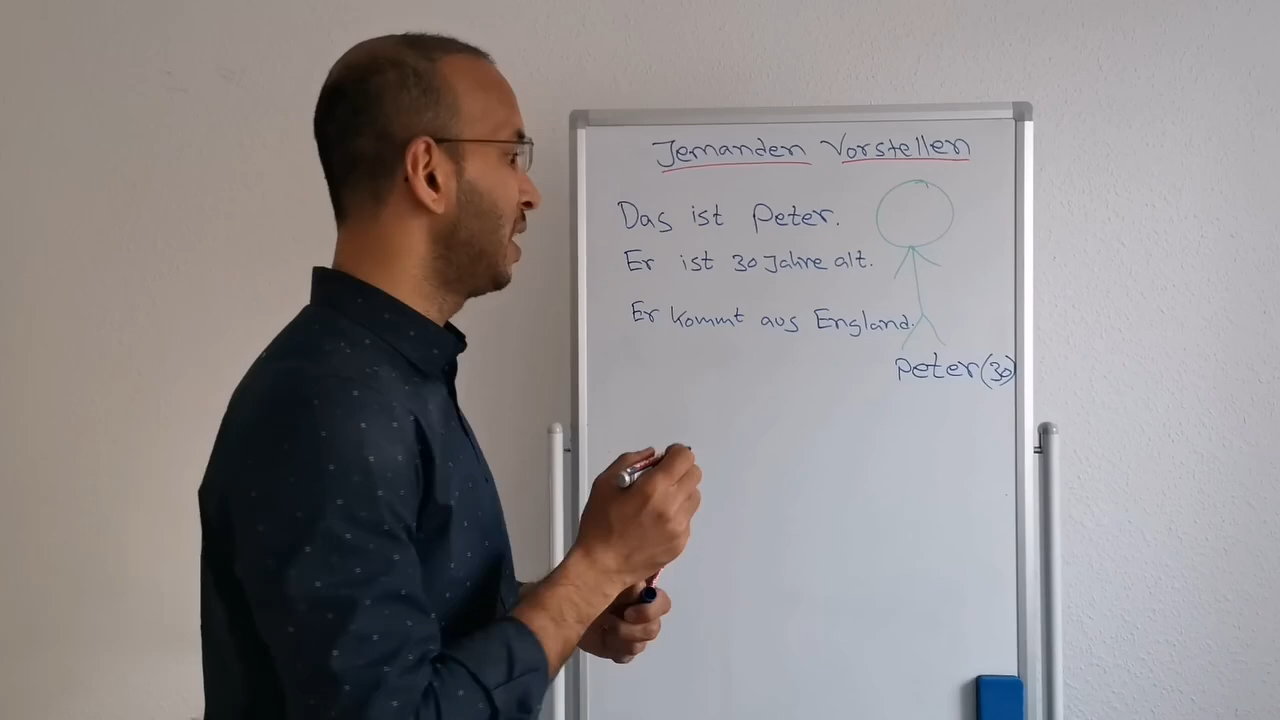 Jemanden Vorstellen
Das ist Peter.
Er ist 30 Jahre alt.
Er kommt aus England.
Peter (30)